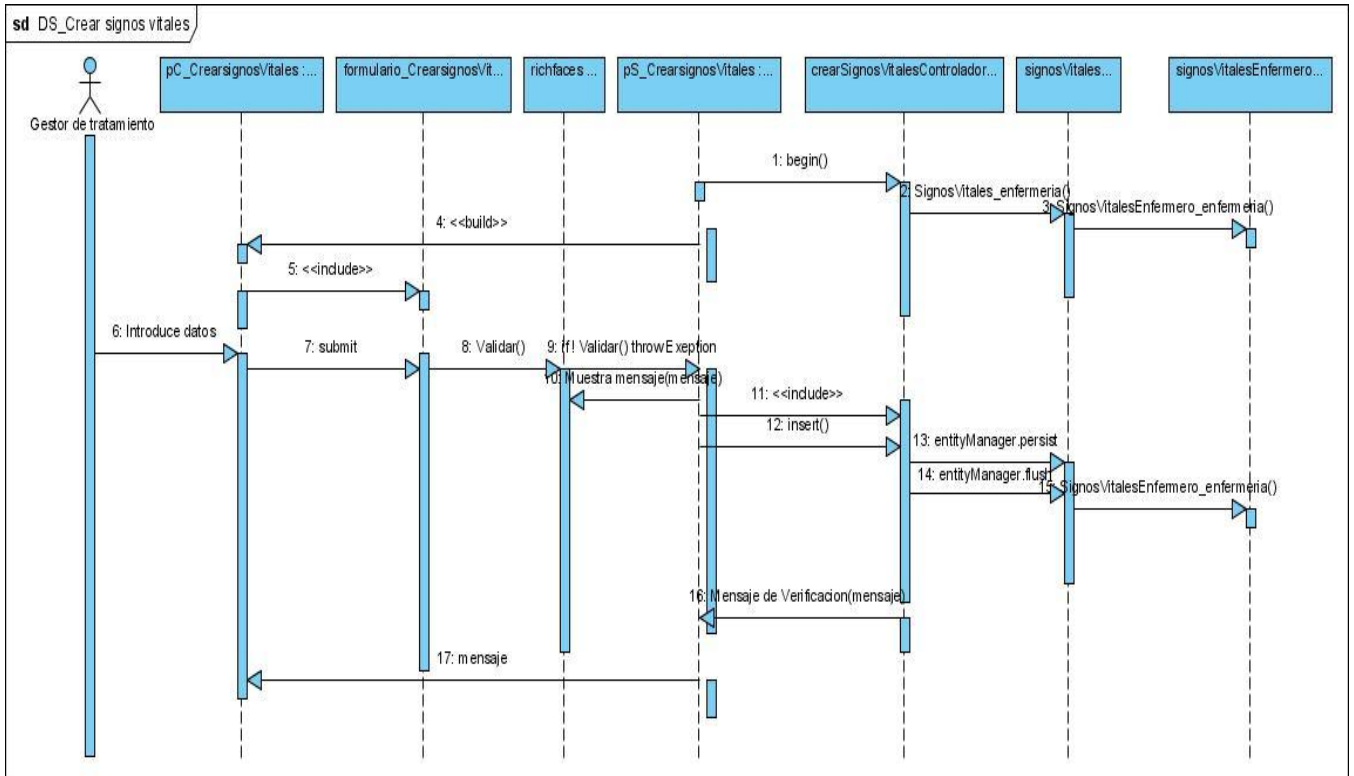 sd DS_Crear signos vitales
pC_CrearsignosVitales :...
formulario_CrearsignosVit...
richfaces ...
pS_CrearsignosVitales :...
crearSignosVitalesControlador...
signosVitales...
signosVitalesEnfermero...
Gestor de tratamiento
1: begin()
2: SignosVitales_enfermeria()
3: SignosVitalesEnfermero_enfermeria()
4: <<build>>
5: <<include>>
6: Introduce datos
7: submit
8: Validar()
9: if ! Validar() throwExeption
10: Muestra mensaje(mensaje)
11: <<include>>
12: insert()
13: entityManager.persist
14: entityManager.flush
15: SignosVitalesEnfermero_enfermeria()
16: Mensaje de Verificacion(mensaje)
17: mensaje